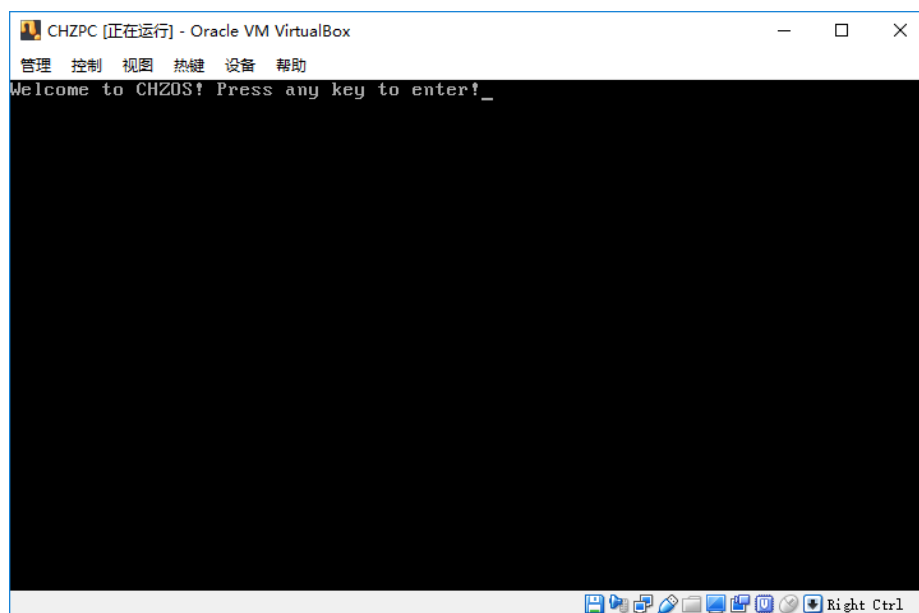 CHZPC [正在运行] - Oracle VM VirtualBox
管理 控制 视图 热键 设备 帮助
Welcome to CHZOS! Press any key to enter!_
Right Ctrl